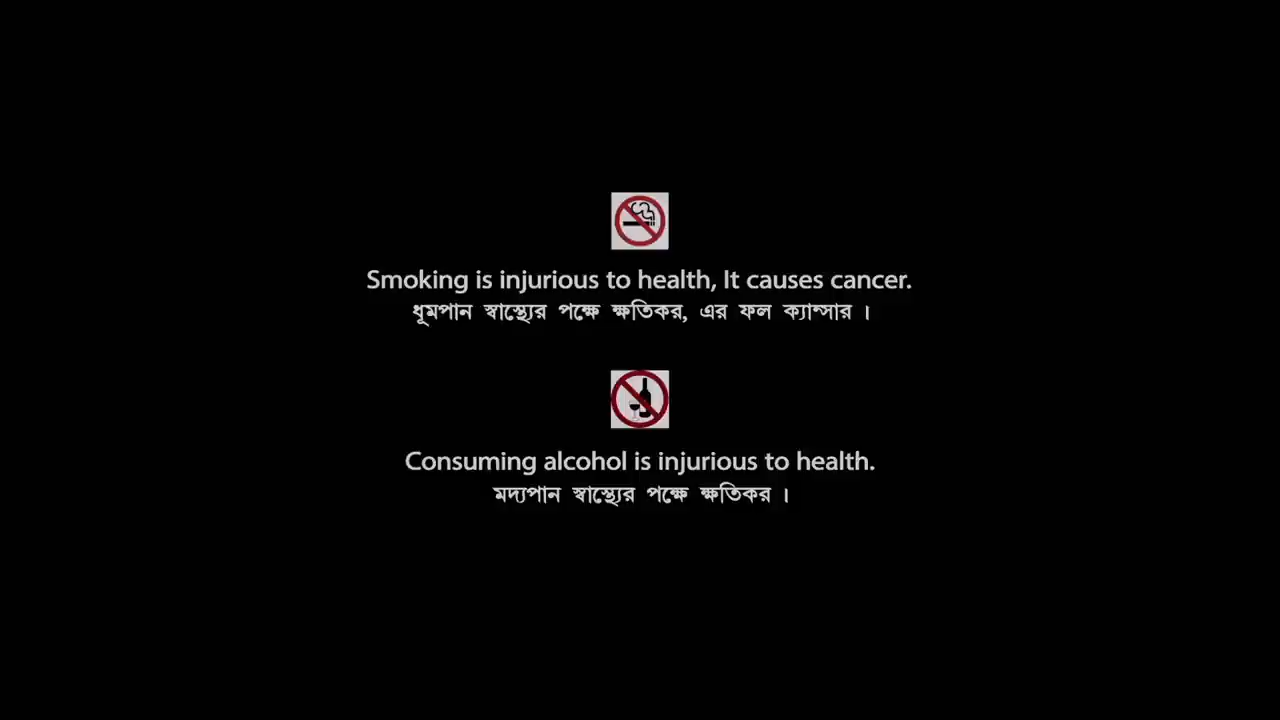 Smoking is injurious to health, It causes cancer.
ধূমপান স্বাস্থ্যের পক্ষে ক্ষতিকর, এর ফল ক্যান্সার ।
Consuming alcohol is injurious to health.
মদ্যপান স্বাস্থ্যের পক্ষে ক্ষতিকর ।